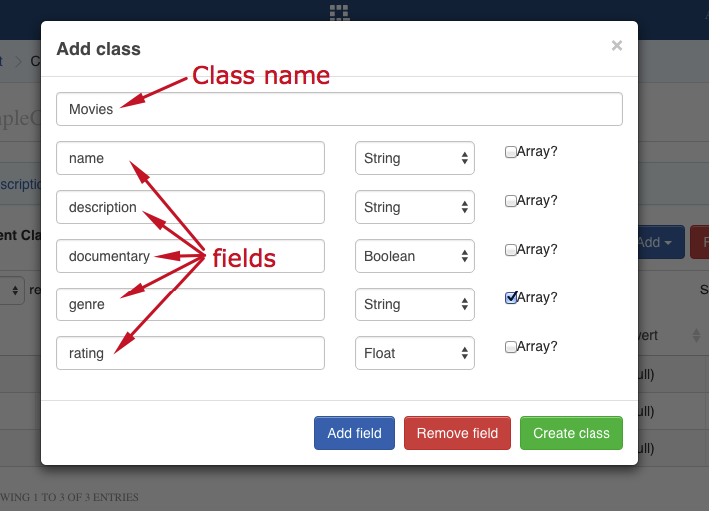 Add class ×
Class name
Movies
name String Array?
description String Array?
documentary Boolean Array?
fields
genre String Array?
rating Float Array?
Add field Remove field Create class
Add
WING 1 TO 3 OF 3 ENTRIES